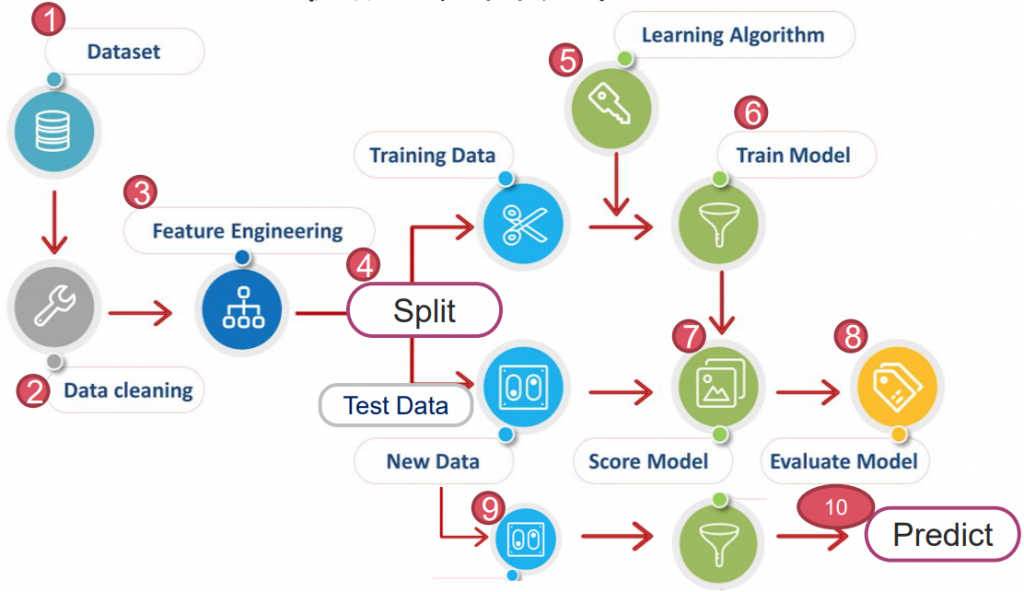 1
Dataset
5
Learning Algorithm
6
Training Data
Train Model
3
Feature Engineering
4
Split
7
8
2
Data cleaning
Test Data
New Data
Score Model
Evaluate Model
9
10
Predict